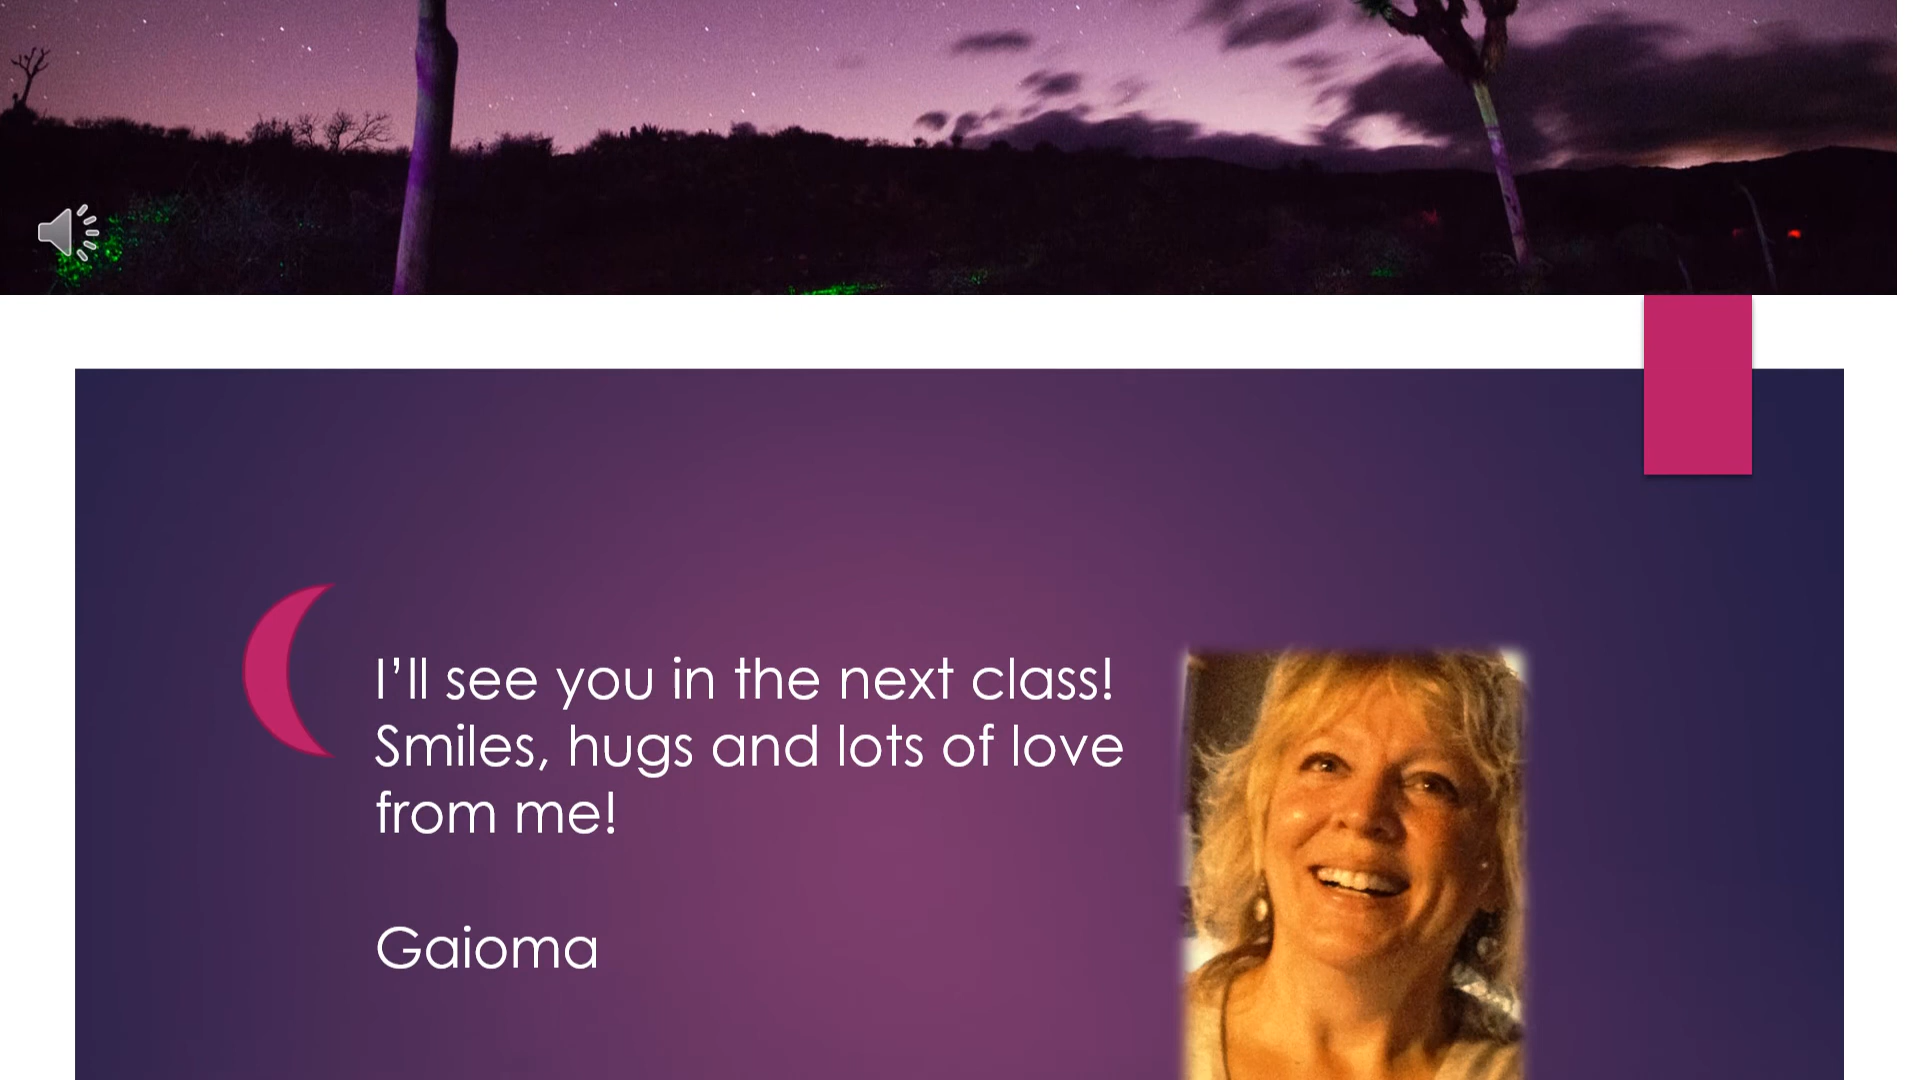 I’ll see you in the next class!
Smiles, hugs and lots of love
from me!
Gaioma